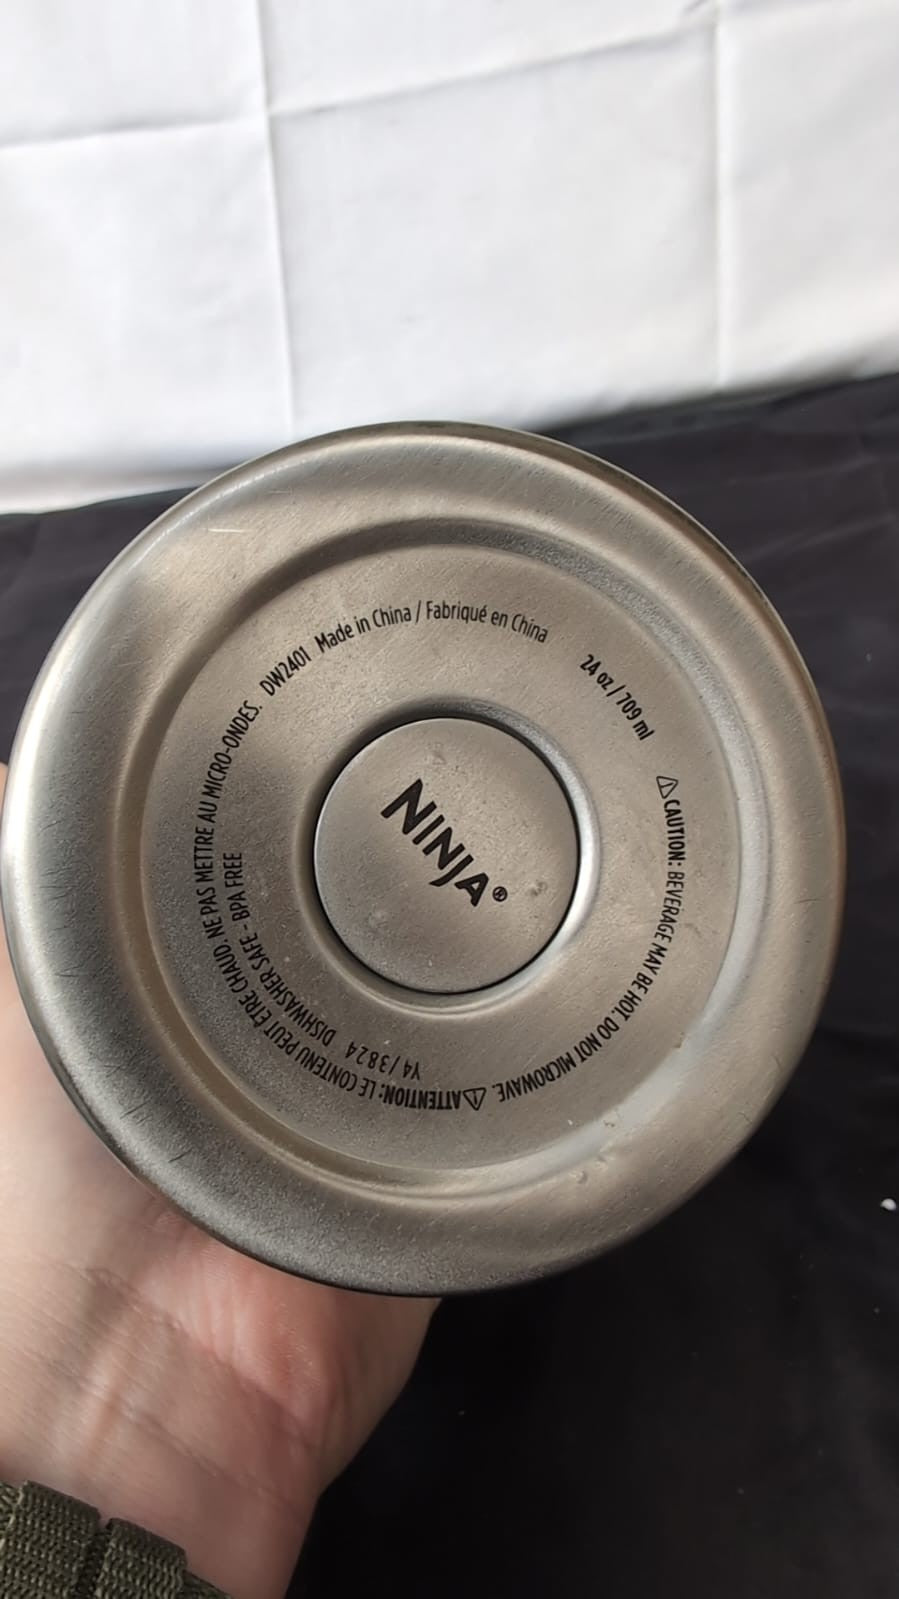 DW2401 Made in China / Fabriqué en China
24 oz / 709 ml
⚠CAUTION: BEVERAGE MAY BE HOT. DO NOT MICROWAVE.
⚠ATTENTION: LE CONTENU PEUT ÊTRE CHAUD. NE PAS METTRE AU MICRO-ONDES.
Y4/3824
DISHWASHER SAFE - BPA FREE
NINJA®